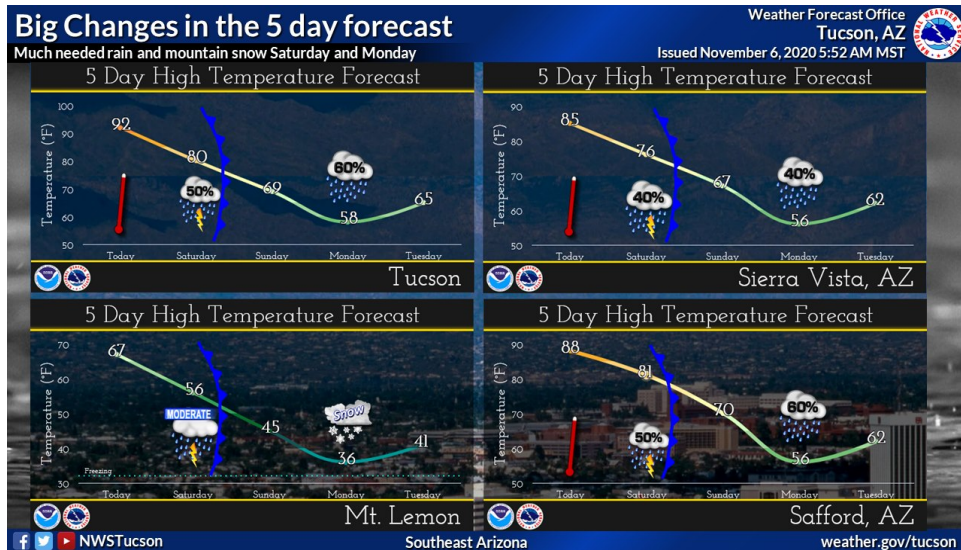 Big Changes in the 5 day forecast
Much needed rain and mountain snow Saturday and Monday
Weather Forecast Office
Tucson, AZ
Issued November 6, 2020 5:52 AM MST
5 Day High Temperature Forecast
Temperature (°F)
100
90
80
70
60
50
92
80
69
58
65
50%
60%
Today Saturday Sunday Monday Tuesday
Tucson
5 Day High Temperature Forecast
Temperature (°F)
90
80
70
60
50
85
76
67
56
62
40%
40%
Today Saturday Sunday Monday Tuesday
Sierra Vista, AZ
5 Day High Temperature Forecast
Temperature (°F)
70
60
50
40
30
67
56
45
36
41
MODERATE
Snow
Freezing
Today Saturday Sunday Monday Tuesday
Mt. Lemon
5 Day High Temperature Forecast
Temperature (°F)
90
80
70
60
50
88
81
70
56
62
50%
60%
Today Saturday Sunday Monday Tuesday
Safford, AZ
NWSTucson
Southeast Arizona
weather.gov/tucson